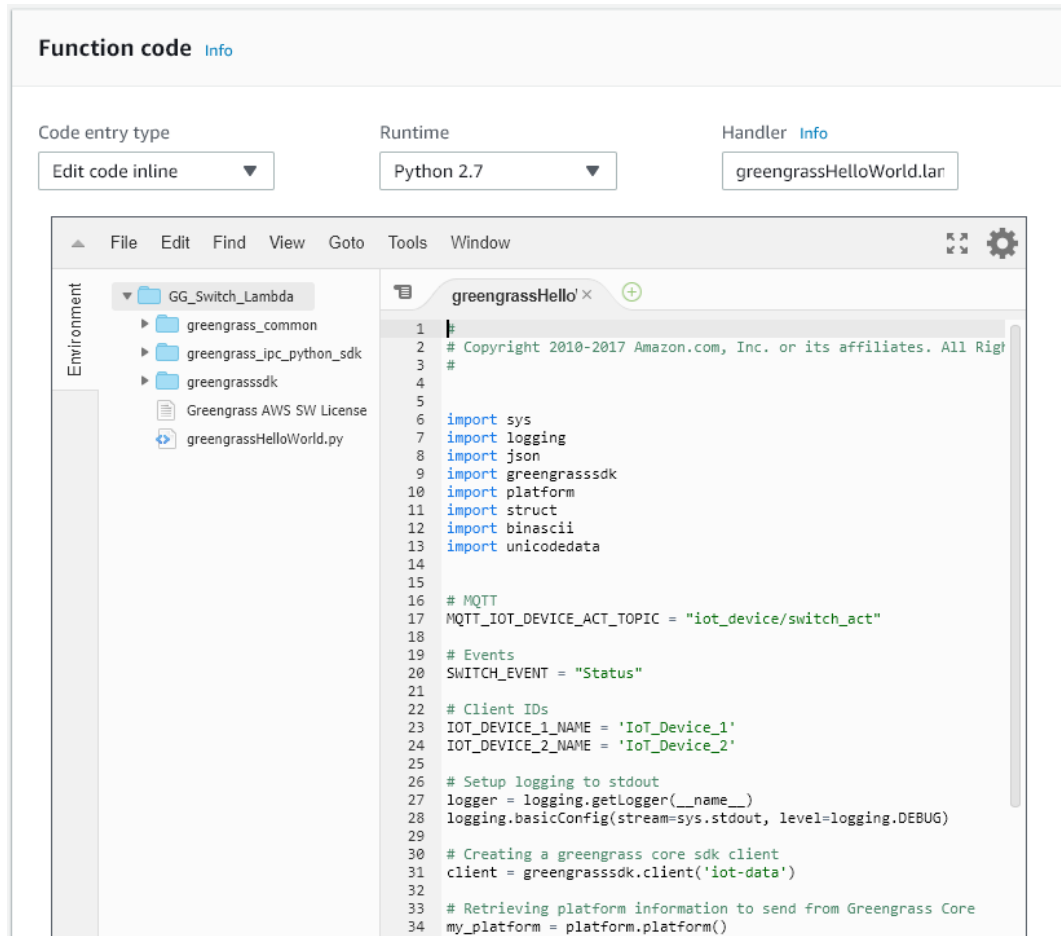 Function code Info
Code entry type Runtime Handler Info
Edit code inline Python 2.7 greengrassHelloWorld.lan
File Edit Find View Goto Tools Window
Environment
GG_Switch_Lambda
greengrass_common
greengrass_ipc_python_sdk
greengrasssdk
Greengrass AWS SW License
greengrassHelloWorld.py
greengrassHello' ×
1 #
2 # Copyright 2010-2017 Amazon.com, Inc. or its affiliates. All Righ
3 #
4
5
6 import sys
7 import logging
8 import json
9 import greengrasssdk
10 import platform
11 import struct
12 import binascii
13 import unicodedata
14
15
16 # MQTT
17 MQTT_IOT_DEVICE_ACT_TOPIC = "iot_device/switch_act"
18
19 # Events
20 SWITCH_EVENT = "Status"
21
22 # Client IDs
23 IOT_DEVICE_1_NAME = 'IoT_Device_1'
24 IOT_DEVICE_2_NAME = 'IoT_Device_2'
25
26 # Setup logging to stdout
27 logger = logging.getLogger(__name__)
28 logging.basicConfig(stream=sys.stdout, level=logging.DEBUG)
29
30 # Creating a greengrass core sdk client
31 client = greengrasssdk.client('iot-data')
32
33 # Retrieving platform information to send from Greengrass Core
34 my_platform = platform.platform()